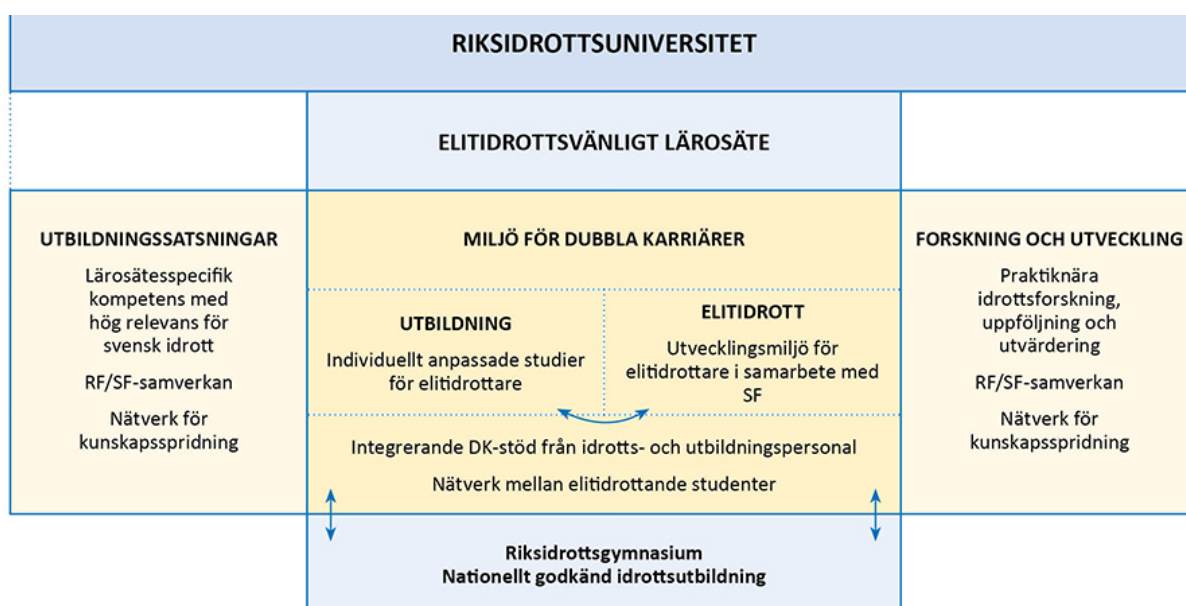 RIKSIDROTTSUNIVERSITET
ELITIDROTTSVÄNLIGT LÄROSÄTE
UTBILDNINGSSATSNINGAR
Lärosätesspecifik
kompetens med
hög relevans för
svensk idrott
RF/SF-samverkan
Nätverk för
kunskapsspridning
MILJÖ FÖR DUBBLA KARRIÄRER
UTBILDNING
Individuellt anpassade studier
för elitidrottare
ELITIDROTT
Utvecklingsmiljö för
elitidrottare i samarbete med
SF
Integrerande DK-stöd från idrotts- och utbildningspersonal
Nätverk mellan elitidrottande studenter
FORSKNING OCH UTVECKLING
Praktiknära
idrottsforskning,
uppföljning och
utvärdering
RF/SF-samverkan
Nätverk för
kunskapsspridning
Riksidrottsgymnasium
Nationellt godkänd idrottsutbildning